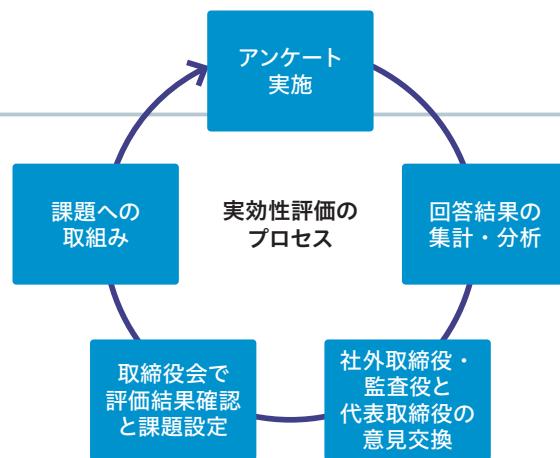 アンケート
実施
課題への
取組み
実効性評価の
プロセス
回答結果の
集計・分析
取締役会で
評価結果確認
と課題設定
社外取締役・
監査役と
代表取締役の
意見交換